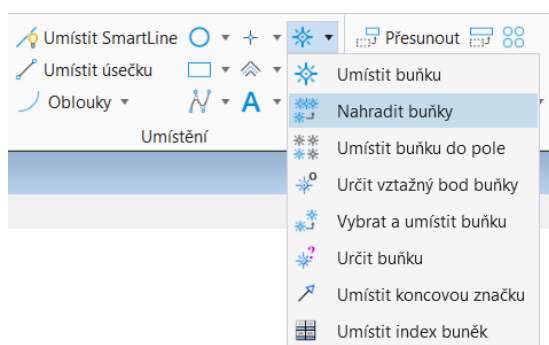 Umístit SmartLine
Přesunout
Umístit úsečku
Oblouky
A
Umístění
Umístit buňku
Nahradit buňky
Umístit buňku do pole
Určit vztažný bod buňky
Vybrat a umístit buňku
Určit buňku
Umístit koncovou značku
Umístit index buněk